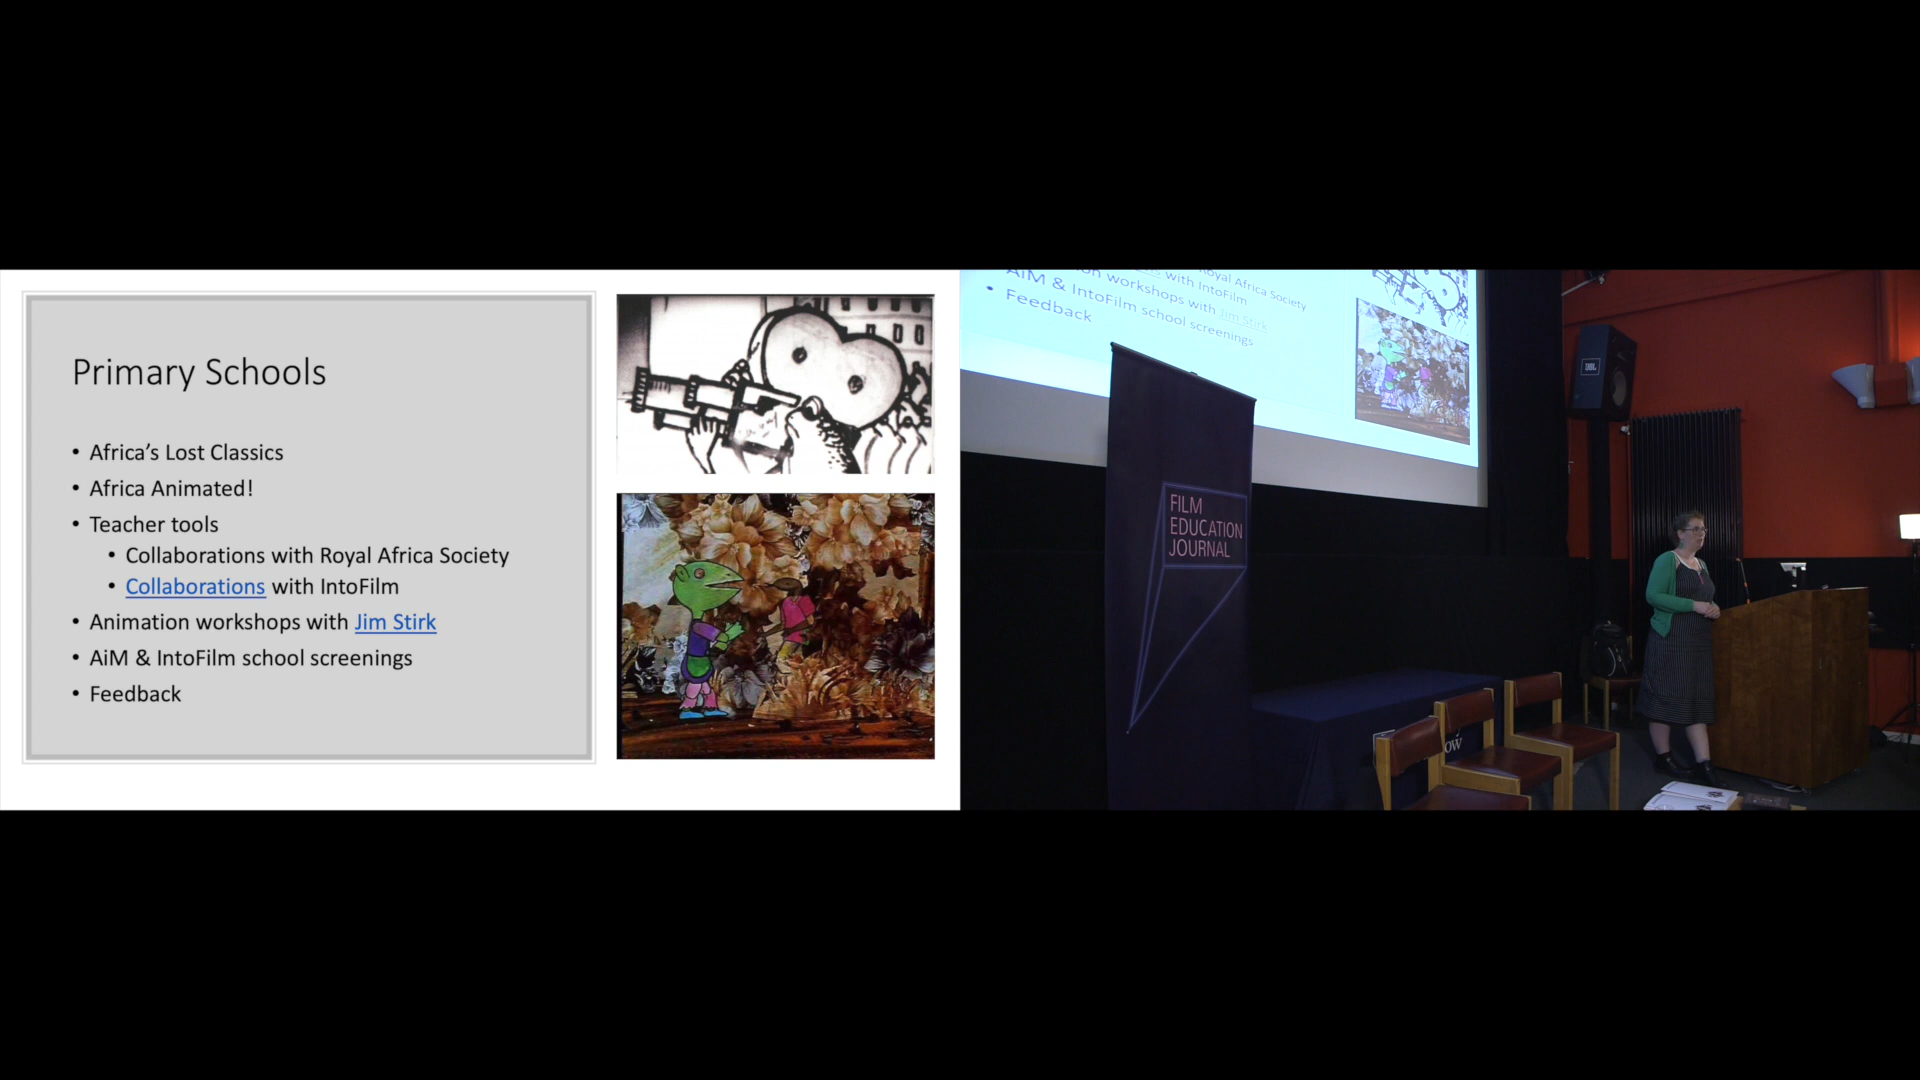 Primary Schools
• Africa's Lost Classics
• Africa Animated!
• Teacher tools
• Collaborations with Royal Africa Society
• Collaborations with IntoFilm
• Animation workshops with Jim Stirk
• AiM & IntoFilm school screenings
• Feedback
Royal Africa Society
with IntoFilm
workshops with Jim Stirk
AiM & IntoFilm school screenings
• Feedback
FILM
EDUCATION
JOURNAL
JBL
ow